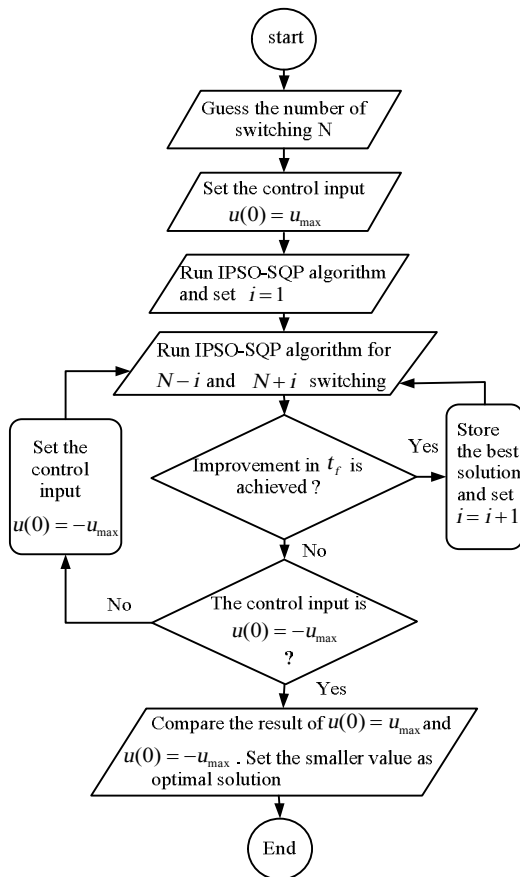 start
Guess the number of
switching N
Set the control input
u(0) = u_max
Run IPSO-SQP algorithm
and set i = 1
Run IPSO-SQP algorithm for
N − i and N + i switching
Set the
control
input
u(0) = −u_max
Improvement in t_f is
achieved ?
Yes
Store
the best
solution
and set
i = i + 1
No
No
The control input is
u(0) = −u_max
?
Yes
Compare the result of u(0) = u_max and
u(0) = −u_max . Set the smaller value as
optimal solution
End